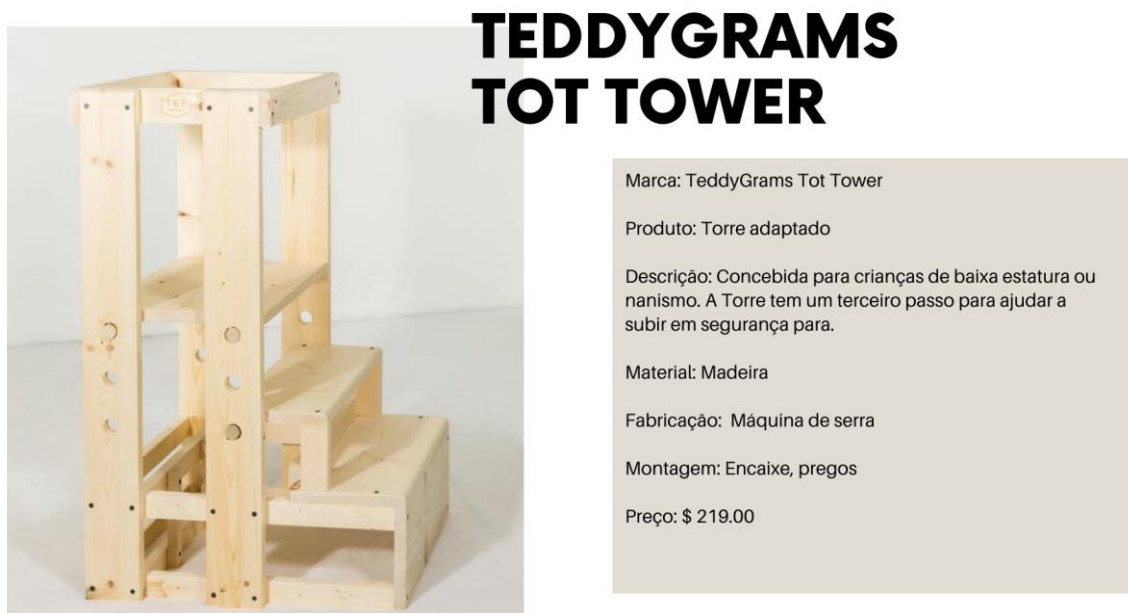 TEDDYGRAMS
TOT TOWER
Marca: TeddyGrams Tot Tower
Produto: Torre adaptado
Descrição: Concebida para crianças de baixa estatura ou
nanismo. A Torre tem um terceiro passo para ajudar a
subir em segurança para.
Material: Madeira
Fabricação:  Máquina de serra
Montagem: Encaixe, pregos
Preço: $ 219.00